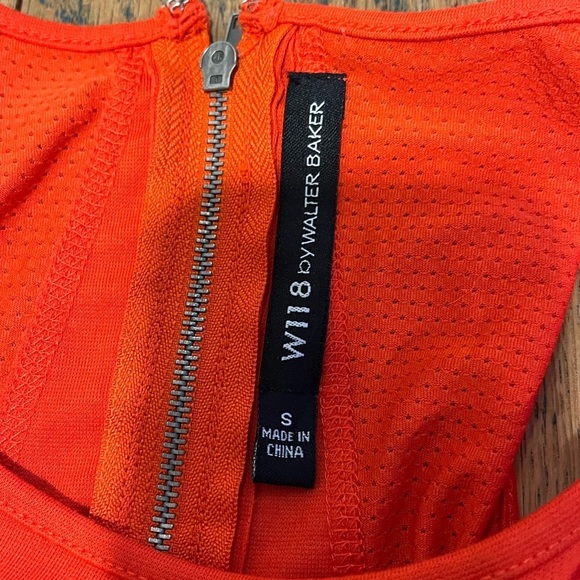 W118 by WALTER BAKER
S
MADE IN
CHINA